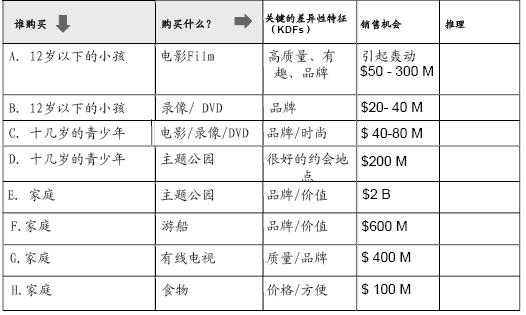 谁购买 购买什么？ 关键的差异性特征 销售机会 推理
（KDFs）
A. 12岁以下的小孩 电影Film 高质量、有 引起轰动
趣、品牌 $50 - 300 M
B. 12岁以下的小孩 录像/ DVD 品牌 $20- 40 M
C. 十几岁的青少年 电影/录像/DVD 品牌/时尚 $ 40-80 M
D. 十几岁的青少年 主题公园 很好的约会地 $200 M
点
E. 家庭 主题公园 品牌/价值 $2 B
F.家庭 游船 品牌/价值 $600 M
G.家庭 有线电视 质量/品牌 $ 400 M
H.家庭 食物 价格/方便 $ 100 M